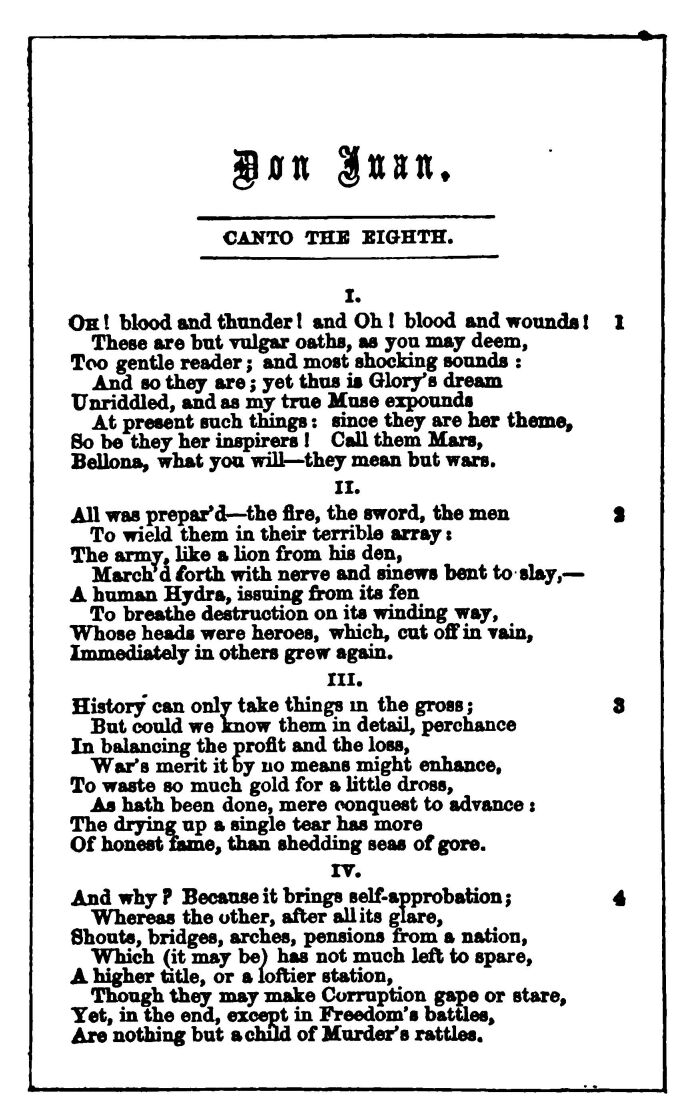 Don Juan.
CANTO THE EIGHTH.
I.
OH! blood and thunder! and Oh! blood and wounds! 1
These are but vulgar oaths, as you may deem,
Too gentle reader; and most shocking sounds:
And so they are; yet thus is Glory's dream
Unriddled, and as my true Muse expounds
At present such things: since they are her theme,
So be they her inspirers! Call them Mars,
Bellona, what you will—they mean but wars.
II.
All was prepar'd—the fire, the sword, the men 2
To wield them in their terrible array:
The army, like a lion from his den,
March'd forth with nerve and sinews bent to slay,—
A human Hydra, issuing from its fen
To breathe destruction on its winding way,
Whose heads were heroes, which, cut off in vain,
Immediately in others grew again.
III.
History can only take things in the gross; 3
But could we know them in detail, perchance
In balancing the profit and the loss,
War's merit it by no means might enhance,
To waste so much gold for a little dross,
As hath been done, mere conquest to advance:
The drying up a single tear has more
Of honest fame, than shedding seas of gore.
IV.
And why? Because it brings self-approbation; 4
Whereas the other, after all its glare,
Shouts, bridges, arches, pensions from a nation,
Which (it may be) has not much left to spare,
A higher title, or a loftier station,
Though they may make Corruption gape or stare,
Yet, in the end, except in Freedom's battles,
Are nothing but a child of Murder's rattles.